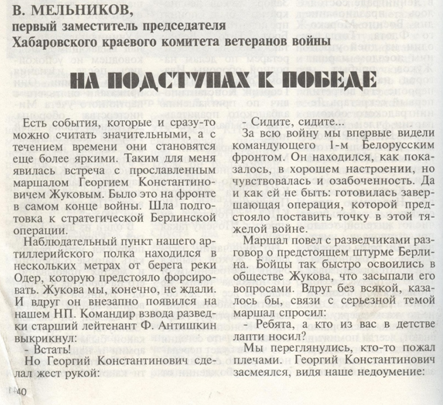 В. МЕЛЬНИКОВ,
первый заместитель председателя
Хабаровского краевого комитета ветеранов войны
НА ПОДСТУПАХ К ПОБЕДЕ
Есть события, которые и сразу-то
можно считать значительными, а с
течением времени они становятся
еще более яркими. Таким для меня
явилась встреча с прославленным
маршалом Георгием Константино-
вичем Жуковым. Было это на фронте
в самом конце войны. Шла подго-
товка к стратегической Берлинской
операции.
Наблюдательный пункт нашего ар-
тиллерийского полка находился в
нескольких метрах от берега реки
Одер, которую предстояло форсиро-
вать. Жукова мы, конечно, не ждали.
И вдруг он внезапно появился на
нашем НП. Командир взвода развед-
ки старший лейтенант Ф. Антишкин
выкрикнул:
- Встать!
Но Георгий Константинович сде-
лал жест рукой:
40
- Сидите, сидите...
За всю войну мы впервые видели
командующего 1-м Белорусским
фронтом. Он находился, как пока-
залось, в хорошем настроении, но
чувствовалась и озабоченность. Да
и как ей не быть: готовилась завер-
шающая операция, которой пред-
стояло поставить точку в этой тя-
желой войне.
Маршал повел с разведчиками раз-
говор о предстоящем штурме Берли-
на. Бойцы так быстро освоились в
обществе Жукова, что засыпали его
вопросами. Вдруг без всякой, каза-
лось бы, связи с серьезной темой
маршал спросил:
- Ребята, а кто из вас в детстве
лапти носил?
Мы переглянулись, кто-то пожал
плечами. Георгий Константинович
засмеялся, видя наше недоумение: